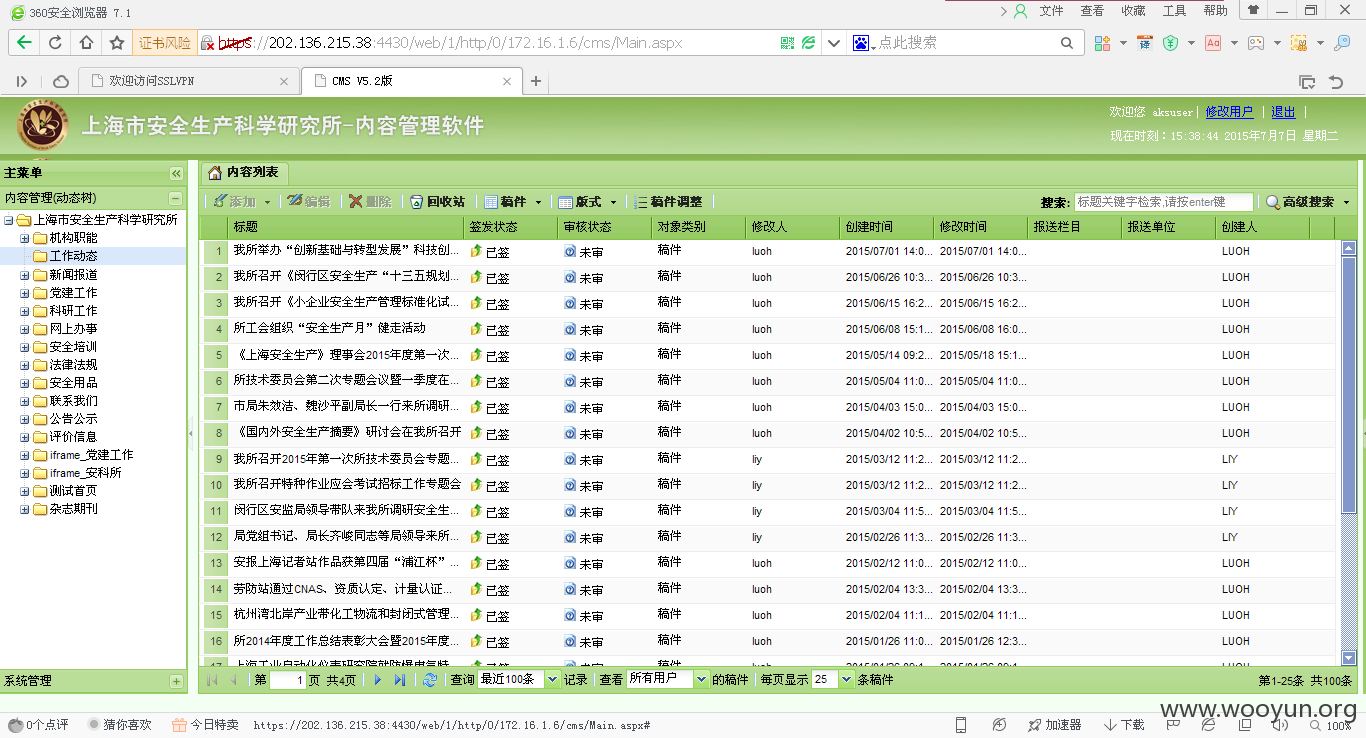 360安全浏览器 7.1
文件 查看 收藏 工具 帮助
证书风险 https://202.136.215.38:4430/web/1/http/0/172.16.1.6/cms/Main.aspx 点此搜索
欢迎访问SSLVPN × CMS V5.2版 × +
上海市安全生产科学研究所-内容管理软件
欢迎您 aksuser | 修改用户 | 退出 |
现在时刻：15:38:44 2015年7月7日 星期二
主菜单
内容管理(动态树)
上海市安全生产科学研究所
机构职能
工作动态
新闻报道
党建工作
科研工作
网上办事
安全培训
法律法规
安全用品
联系我们
公告公示
评价信息
iframe_党建工作
iframe_安科所
测试首页
杂志期刊
系统管理
内容列表
添加 编辑 删除 回收站 稿件 版式 稿件调整 搜索: 标题关键字检索,请按enter键 高级搜索
标题 签发状态 审核状态 对象类别 修改人 创建时间 修改时间 报送栏目 报送单位 创建人
1 我所举办“创新基础与转型发展”科技创... 已签 未审 稿件 luoh 2015/07/01 14:0... 2015/07/01 14:0... LUOH
2 我所召开《闵行区安全生产“十三五规划... 已签 未审 稿件 luoh 2015/06/26 10:3... 2015/06/26 10:3... LUOH
3 我所召开《小企业安全生产管理标准化试... 已签 未审 稿件 luoh 2015/06/15 16:2... 2015/06/15 16:2... LUOH
4 所工会组织“安全生产月”健走活动 已签 未审 稿件 luoh 2015/06/08 15:1... 2015/06/08 16:0... LUOH
5 《上海安全生产》理事会2015年度第一次... 已签 未审 稿件 luoh 2015/05/14 09:2... 2015/05/18 15:1... LUOH
6 所技术委员会第二次专题会议暨一季度在... 已签 未审 稿件 luoh 2015/05/04 11:0... 2015/05/04 11:0... LUOH
7 市局朱效洁、魏沙平副局长一行来所调研... 已签 未审 稿件 luoh 2015/04/03 15:0... 2015/04/03 15:0... LUOH
8 《国内外安全生产摘要》研讨会在我所召开 已签 未审 稿件 luoh 2015/04/02 10:5... 2015/04/02 10:5... LUOH
9 我所召开2015年第一次所技术委员会专题... 已签 未审 稿件 liy 2015/03/12 11:2... 2015/03/12 11:2... LIY
10 我所召开特种作业应会考试招标工作专题会 已签 未审 稿件 liy 2015/03/12 11:2... 2015/03/12 11:2... LIY
11 闵行区安监局领导带队来我所调研安全生... 已签 未审 稿件 liy 2015/03/04 11:5... 2015/03/04 11:5... LIY
12 局党组书记、局长齐峻同志等局领导来所... 已签 未审 稿件 liy 2015/02/26 11:3... 2015/02/26 11:3... LIY
13 安报上海记者站作品获第四届“浦江杯”... 已签 未审 稿件 luoh 2015/02/12 11:0... 2015/02/12 11:0... LUOH
14 劳防站通过CNAS、资质认定、计量认证... 已签 未审 稿件 luoh 2015/02/04 13:3... 2015/02/04 13:3... LUOH
15 杭州湾北岸产业带化工物流和封闭式管理... 已签 未审 稿件 luoh 2015/02/04 11:1... 2015/02/04 11:1... LUOH
16 所2014年度工作总结表彰大会暨2015年度... 已签 未审 稿件 luoh 2015/01/26 11:0... 2015/01/26 12:3... LUOH
第 1 页 共4页 查询 最近100条 记录 查看 所有用户 的稿件 每页显示 25 条稿件 第1-25条 共100条
0个点评 猜你喜欢 今日特卖 https://202.136.215.38:4430/web/1/http/0/172.16.1.6/cms/Main.aspx# 加速器 下载 100%
www.wooyun.org